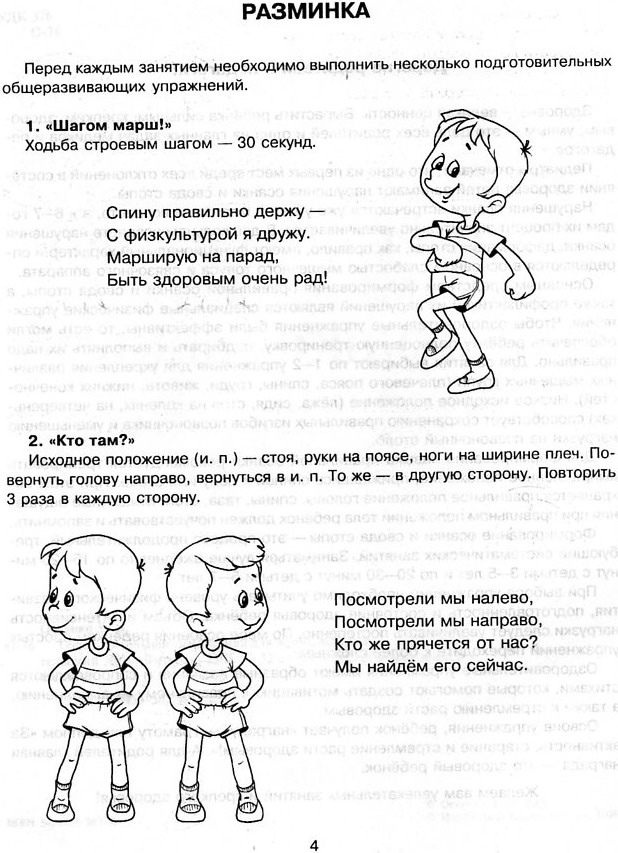 РАЗМИНКА
Перед каждым занятием необходимо выполнить несколько подготовительных
общеразвивающих упражнений.
1. «Шагом марш!»
Ходьба строевым шагом — 30 секунд.
Спину правильно держу —
С физкультурой я дружу.
Марширую на парад,
Быть здоровым очень рад!
2. «Кто там?»
Исходное положение (и. п.) — стоя, руки на поясе, ноги на ширине плеч. По-
вернуть голову направо, вернуться в и. п. То же — в другую сторону. Повторить
3 раза в каждую сторону.
Посмотрели мы налево,
Посмотрели мы направо,
Кто же прячется от нас?
Мы найдём его сейчас.
4